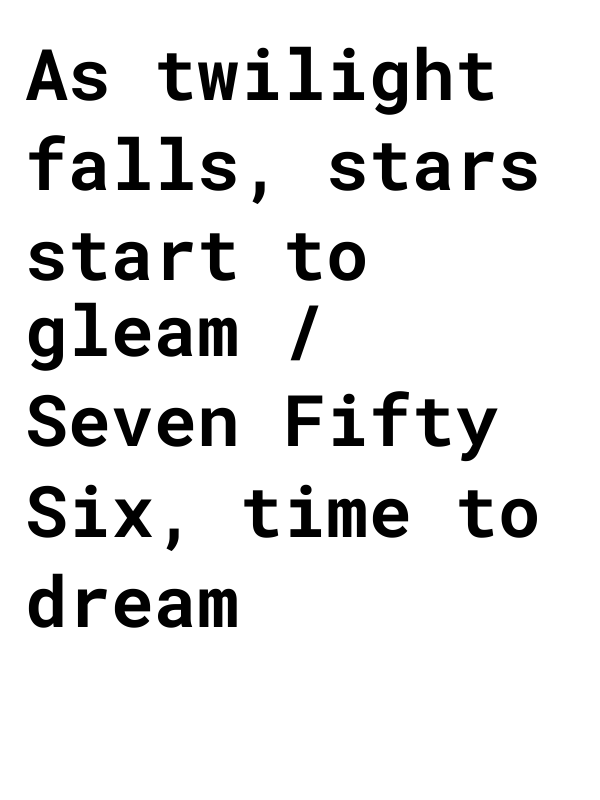 As twilight
falls, stars
start to
gleam /
Seven Fifty
Six, time to
dream